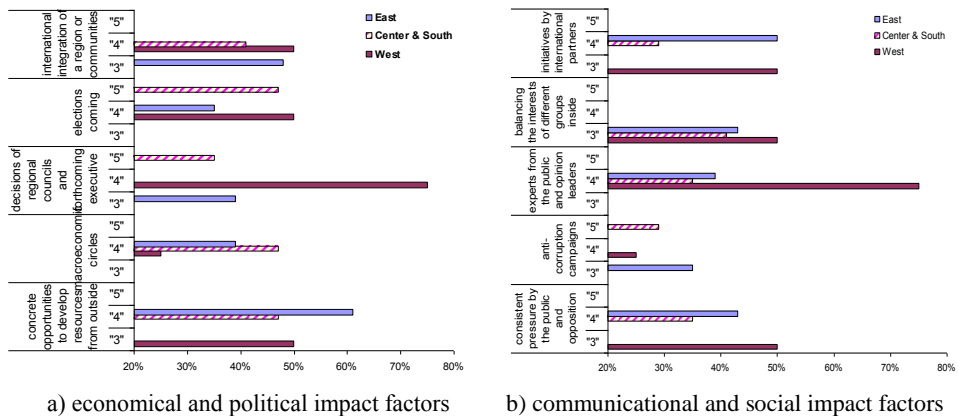 international
integration of
a region or
communities
"5"
"4"
"3"
elections
coming
"5"
"4"
"3"
decisions of
regional
councils
and
forthcoming
executive
"5"
"4"
"3"
macroeconomic
circles
"5"
"4"
"3"
concrete
opportunities
to develop
resources
from outside
"5"
"4"
"3"
20%
30%
40%
50%
60%
70%
80%
East
Center & South
West
a) economical and political impact factors
initiatives by
international
partners
"5"
"4"
"3"
balancing
the interests
of different
groups
inside
"5"
"4"
"3"
experts from
the public
and opinion
leaders
"5"
"4"
"3"
anti-
corruption
campaigns
"5"
"4"
"3"
consistent
pressure by
the public
and
opposition
"5"
"4"
"3"
20%
30%
40%
50%
60%
70%
80%
East
Center & South
West
b) communicational and social impact factors